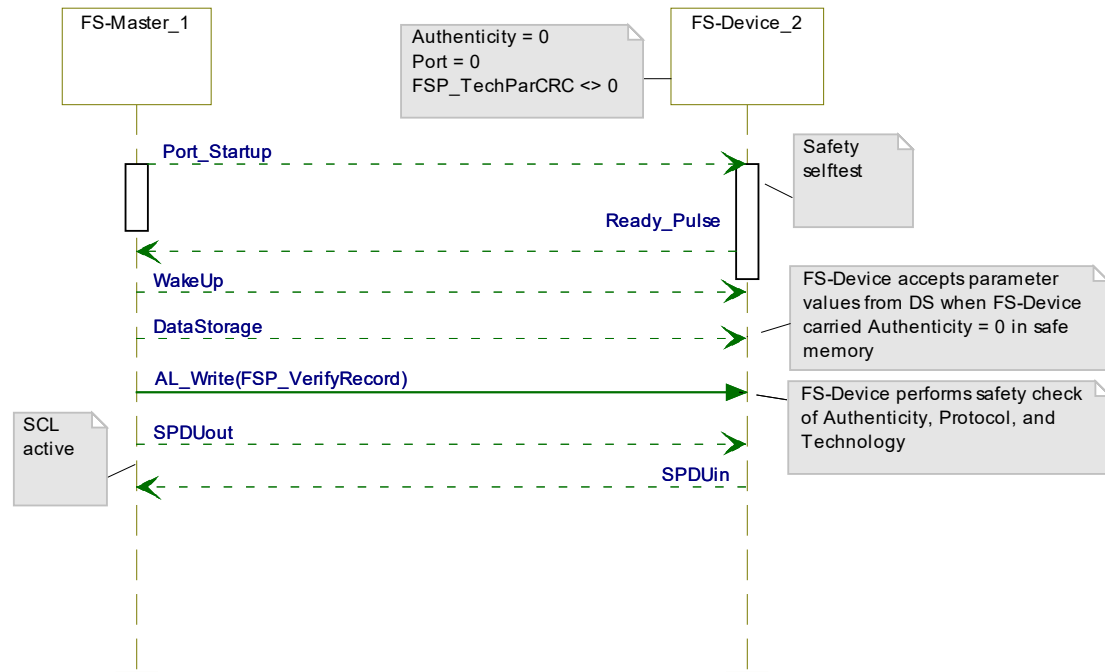 FS-Master_1
FS-Device_2
Authenticity = 0
Port = 0
FSP_TechParCRC <> 0
Port_Startup
Safety
selftest
Ready_Pulse
WakeUp
FS-Device accepts parameter
values from DS when FS-Device
carried Authenticity = 0 in safe
memory
DataStorage
AL_Write(FSP_VerifyRecord)
FS-Device performs safety check
of Authenticity, Protocol, and
Technology
SCL
active
SPDUout
SPDUin